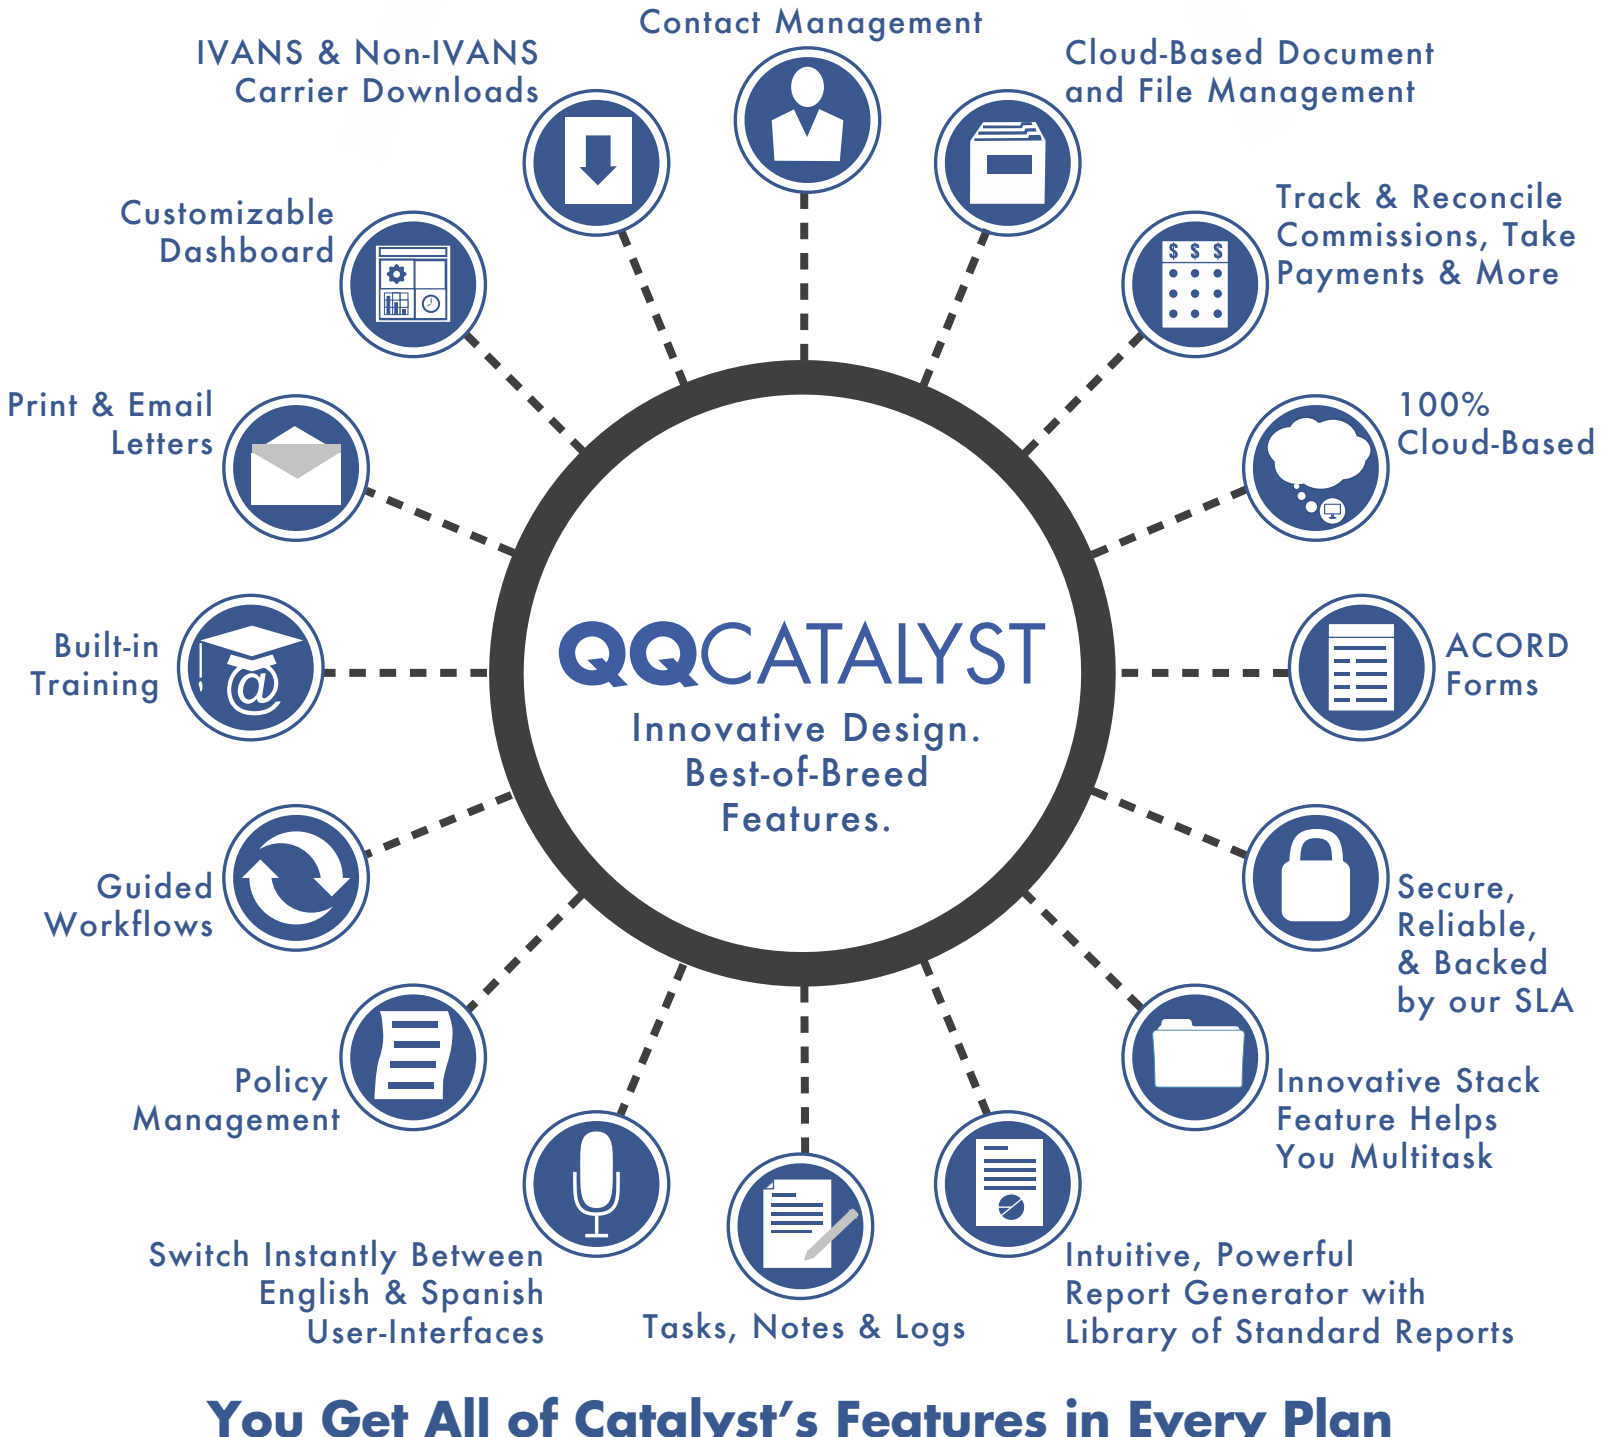 Contact Management
IVANS & Non-IVANS
Carrier Downloads
Cloud-Based Document
and File Management
Customizable
Dashboard
Track & Reconcile
Commissions, Take
Payments & More
$ $ $
Print & Email
Letters
100%
Cloud-Based
Built-in
Training
@
QQCATALYST
Innovative Design.
Best-of-Breed
Features.
ACORD
Forms
Guided
Workflows
Secure,
Reliable,
& Backed
by our SLA
Policy
Management
Innovative Stack
Feature Helps
You Multitask
Switch Instantly Between
English & Spanish
User-Interfaces
Tasks, Notes & Logs
Intuitive, Powerful
Report Generator with
Library of Standard Reports
You Get All of Catalyst’s Features in Every Plan